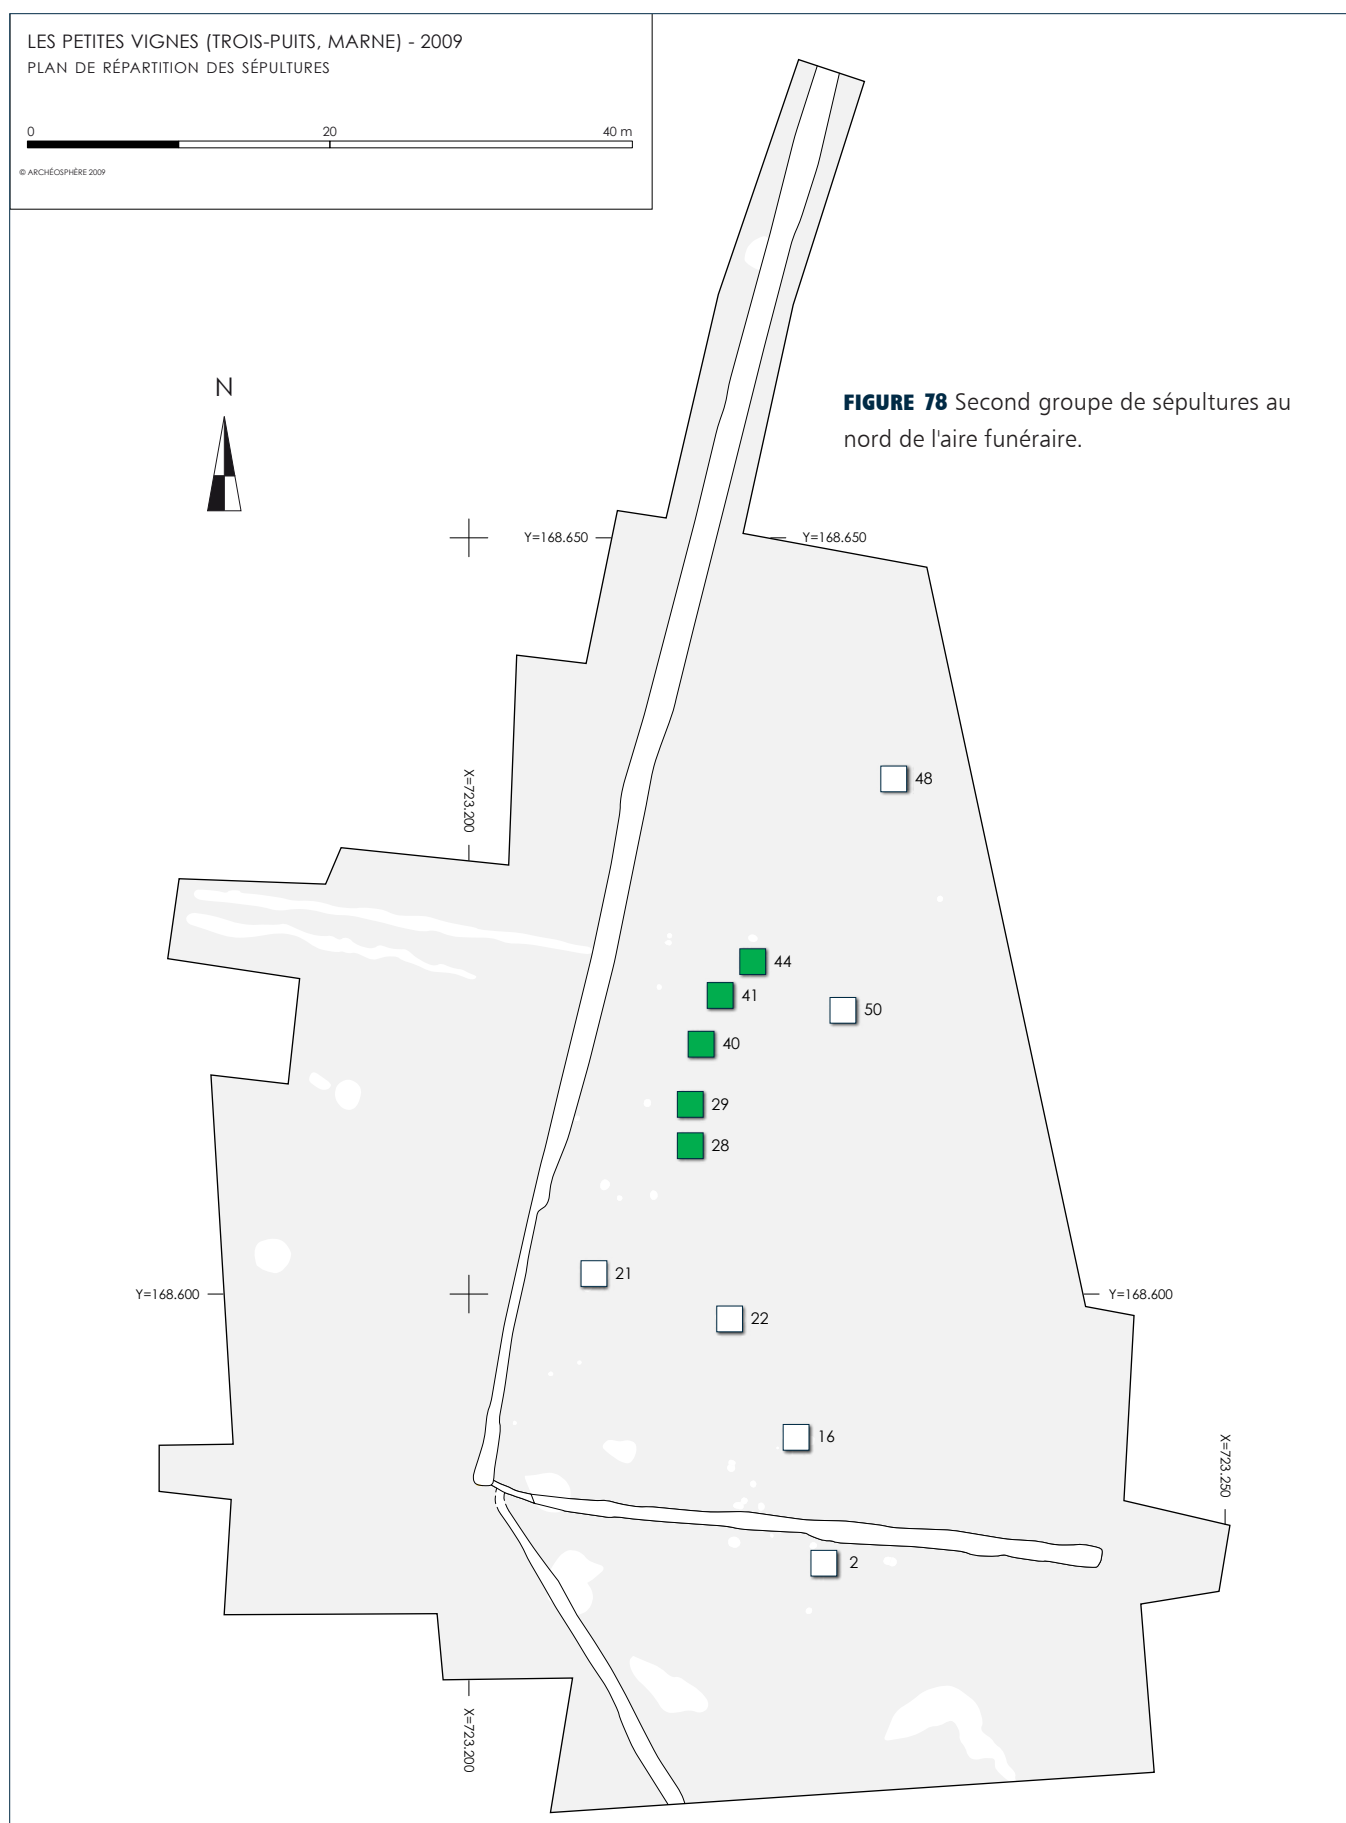 LES PETITES VIGNES (TROIS-PUITS, MARNE) - 2009
PLAN DE RÉPARTITION DES SÉPULTURES
0 20 40 m
© ARCHÉOSPHÈRE 2009
N
FIGURE 78 Second groupe de sépultures au
nord de l'aire funéraire.
Y=168.650 Y=168.650
X=723.200
48
44
41
50
40
29
28
21
Y=168.600 Y=168.600
22
16
X=723.250
2
X=723.200